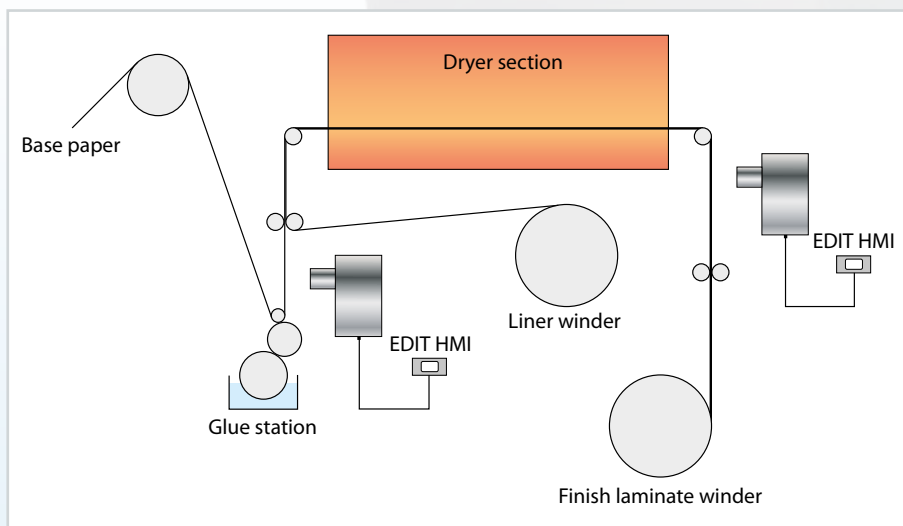 Dryer section
Base paper
EDIT HMI
Liner winder
EDIT HMI
Glue station
Finish laminate winder